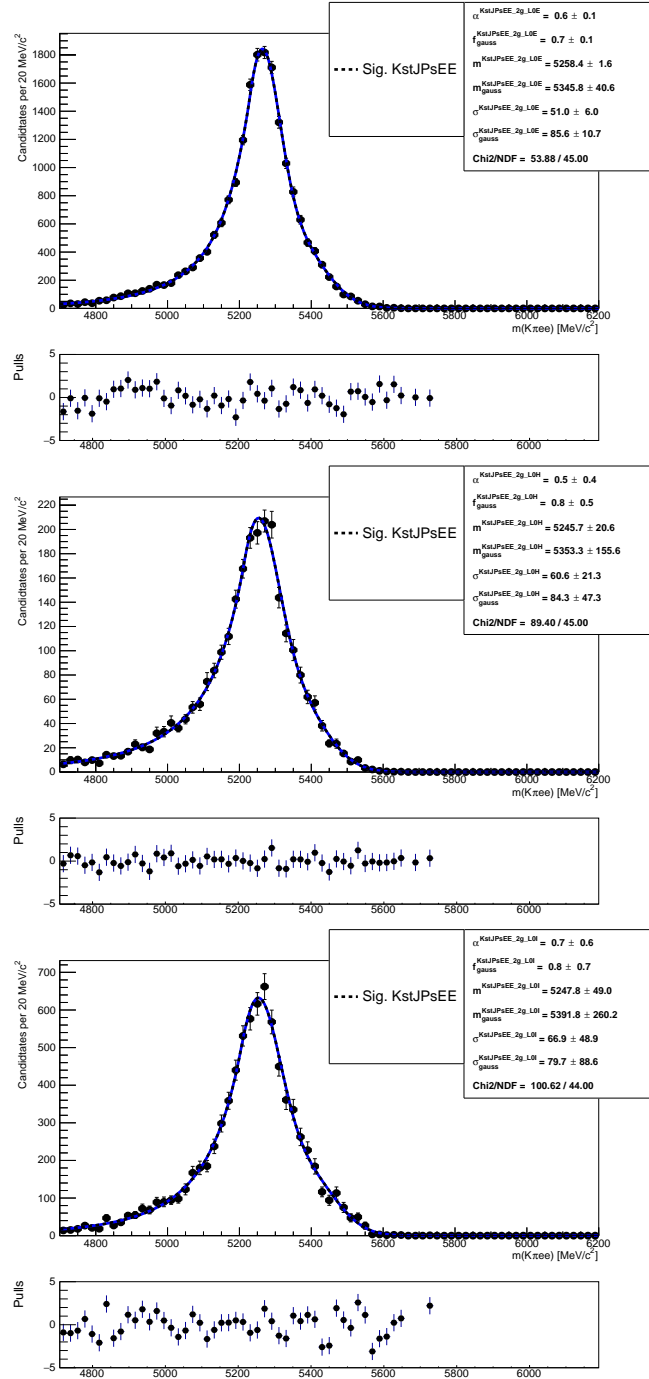 Candidtates per 20 MeV/c²
1800
1600
1400
1200
1000
800
600
400
200
0
4800 5000 5200 5400 5600 5800 6000 6200
m(Kπee) [MeV/c²]
Sig. KstJPsEE
α^KstJPsEE_2g_L0E = 0.6 ± 0.1
f_gauss^KstJPsEE_2g_L0E = 0.7 ± 0.1
m^KstJPsEE_2g_L0E = 5258.4 ± 1.6
m_gauss^KstJPsEE_2g_L0E = 5345.8 ± 40.6
σ^KstJPsEE_2g_L0E = 51.0 ± 6.0
σ_gauss^KstJPsEE_2g_L0E = 85.6 ± 10.7
Chi2/NDF = 53.88 / 45.00
Pulls
5
0
−5
4800 5000 5200 5400 5600 5800 6000
Candidtates per 20 MeV/c²
220
200
180
160
140
120
100
80
60
40
20
0
4800 5000 5200 5400 5600 5800 6000 6200
m(Kπee) [MeV/c²]
Sig. KstJPsEE
α^KstJPsEE_2g_L0H = 0.5 ± 0.4
f_gauss^KstJPsEE_2g_L0H = 0.8 ± 0.5
m^KstJPsEE_2g_L0H = 5245.7 ± 20.6
m_gauss^KstJPsEE_2g_L0H = 5353.3 ± 155.6
σ^KstJPsEE_2g_L0H = 60.6 ± 21.3
σ_gauss^KstJPsEE_2g_L0H = 84.3 ± 47.3
Chi2/NDF = 89.40 / 45.00
Pulls
5
0
−5
4800 5000 5200 5400 5600 5800 6000
Candidtates per 20 MeV/c²
700
600
500
400
300
200
100
0
4800 5000 5200 5400 5600 5800 6000 6200
m(Kπee) [MeV/c²]
Sig. KstJPsEE
α^KstJPsEE_2g_L0I = 0.7 ± 0.6
f_gauss^KstJPsEE_2g_L0I = 0.8 ± 0.7
m^KstJPsEE_2g_L0I = 5247.8 ± 49.0
m_gauss^KstJPsEE_2g_L0I = 5391.8 ± 260.2
σ^KstJPsEE_2g_L0I = 66.9 ± 48.9
σ_gauss^KstJPsEE_2g_L0I = 79.7 ± 88.6
Chi2/NDF = 100.62 / 44.00
Pulls
5
0
−5
4800 5000 5200 5400 5600 5800 6000